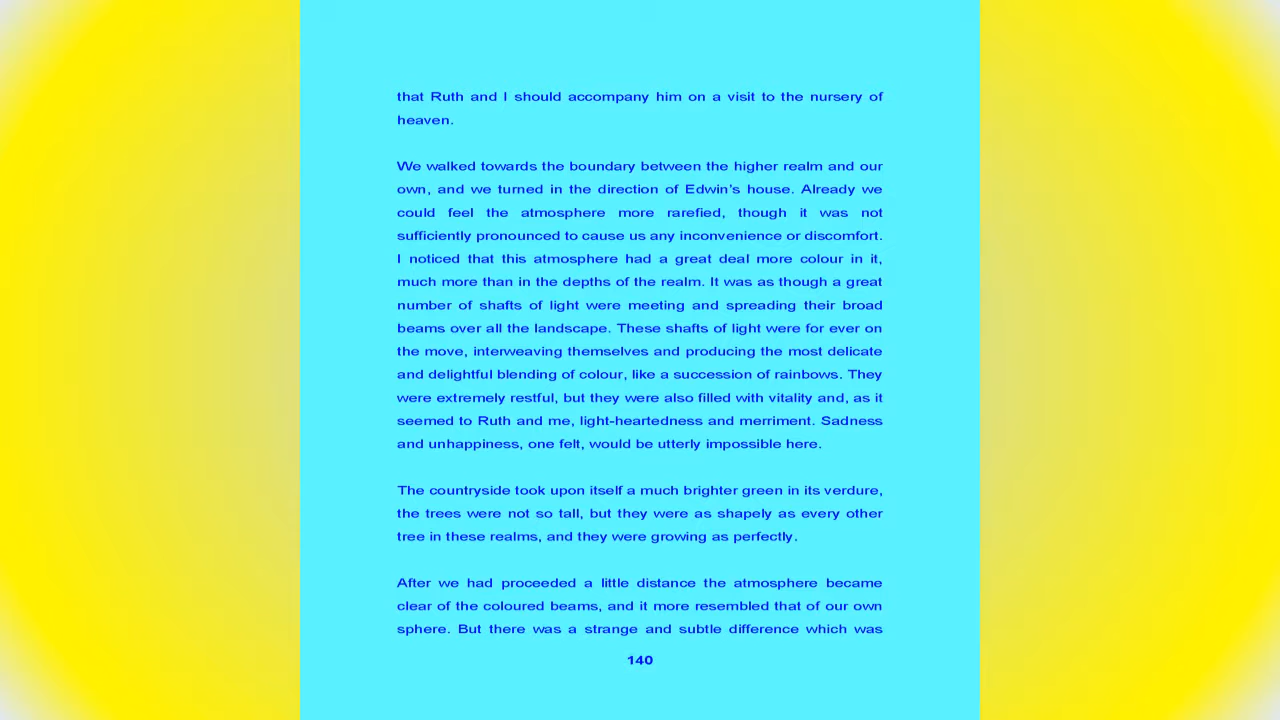 that Ruth and I should accompany him on a visit to the nursery of
heaven.
We walked towards the boundary between the higher realm and our
own, and we turned in the direction of Edwin's house. Already we
could feel the atmosphere more rarefied, though it was not
sufficiently pronounced to cause us any inconvenience or discomfort.
I noticed that this atmosphere had a great deal more colour in it,
much more than in the depths of the realm. It was as though a great
number of shafts of light were meeting and spreading their broad
beams over all the landscape. These shafts of light were for ever on
the move, interweaving themselves and producing the most delicate
and delightful blending of colour, like a succession of rainbows. They
were extremely restful, but they were also filled with vitality and, as it
seemed to Ruth and me, light-heartedness and merriment. Sadness
and unhappiness, one felt, would be utterly impossible here.
The countryside took upon itself a much brighter green in its verdure,
the trees were not so tall, but they were as shapely as every other
tree in these realms, and they were growing as perfectly.
After we had proceeded a little distance the atmosphere became
clear of the coloured beams, and it more resembled that of our own
sphere. But there was a strange and subtle difference which was
140